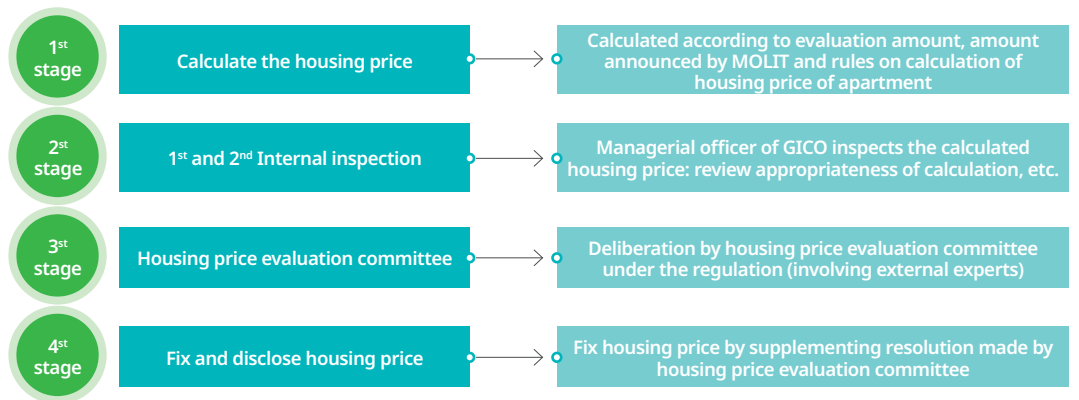 1st
stage
Calculate the housing price
Calculated according to evaluation amount, amount
announced by MOLIT and rules on calculation of
housing price of apartment
2st
stage
1st and 2nd Internal inspection
Managerial officer of GICO inspects the calculated
housing price: review appropriateness of calculation, etc.
3st
stage
Housing price evaluation committee
Deliberation by housing price evaluation committee
under the regulation (involving external experts)
4st
stage
Fix and disclose housing price
Fix housing price by supplementing resolution made by
housing price evaluation committee